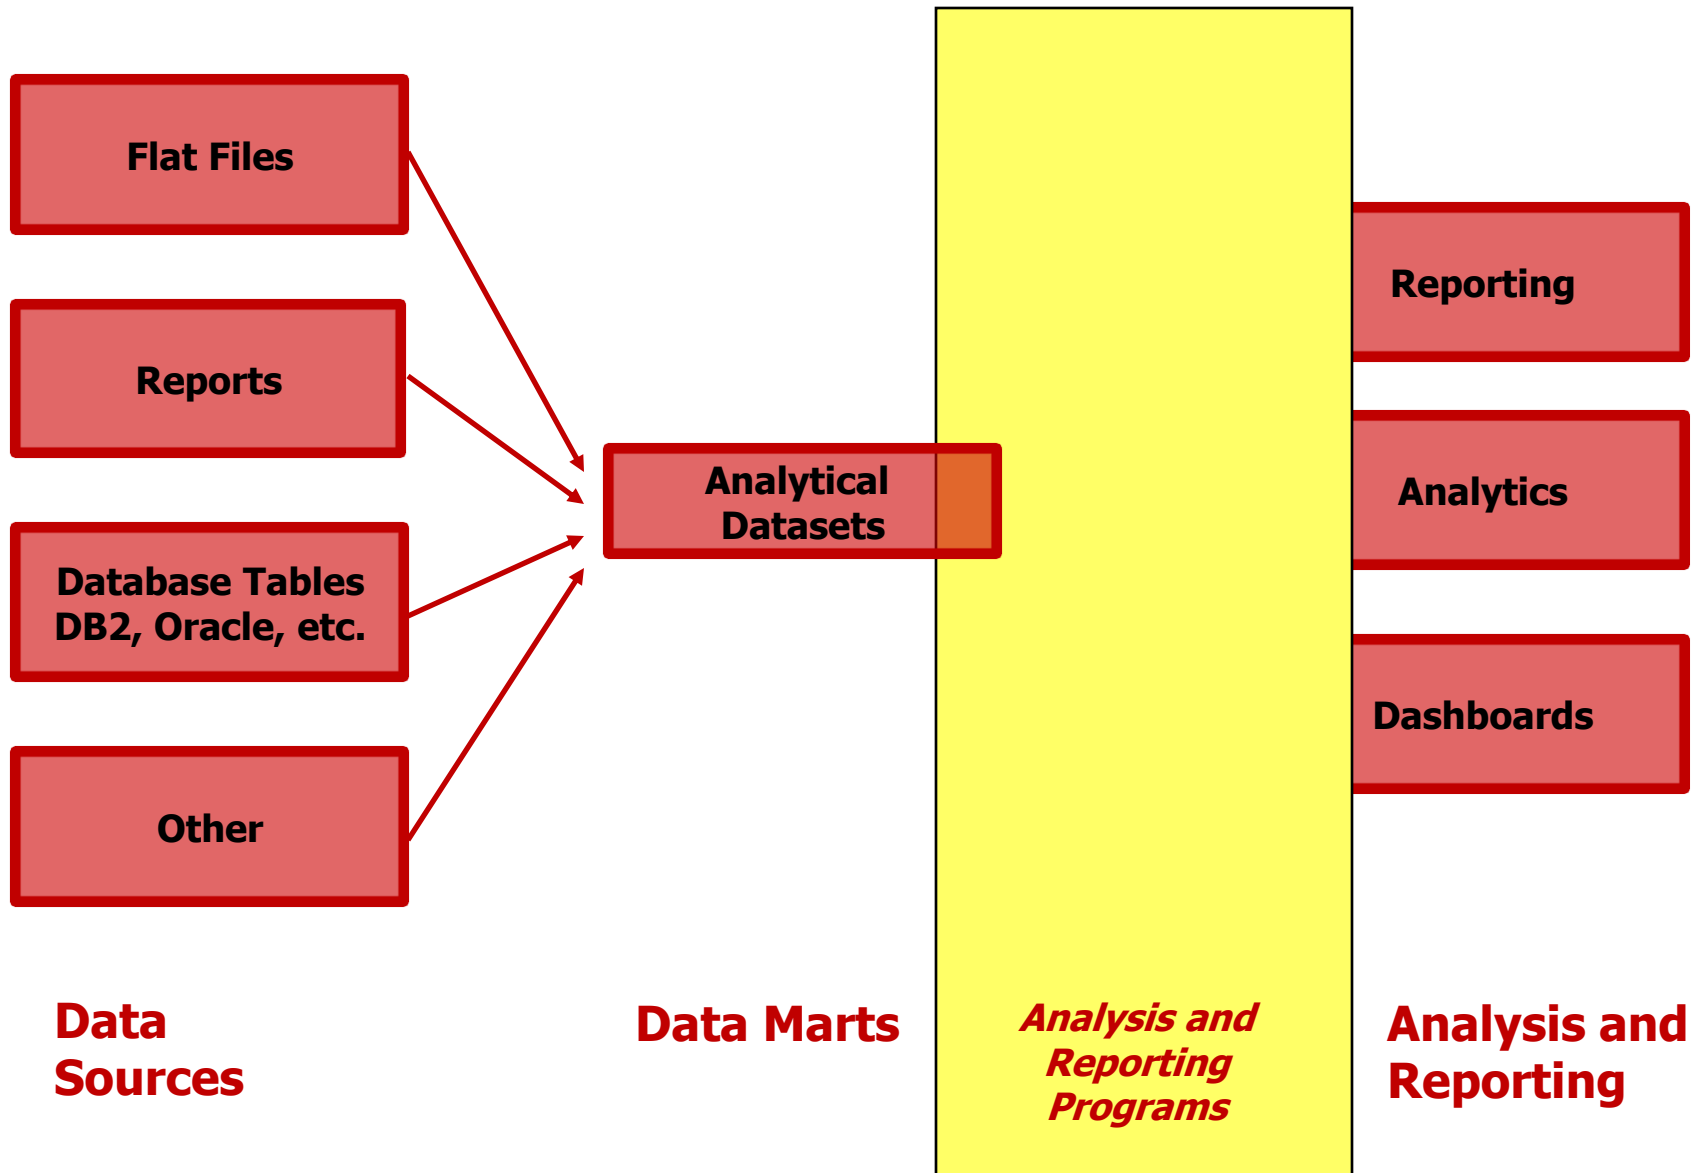 Flat Files
Reports
Database Tables
DB2, Oracle, etc.
Other
Analytical
Datasets
Reporting
Analytics
Dashboards
Data
Sources
Data Marts
Analysis and
Reporting
Programs
Analysis and
Reporting